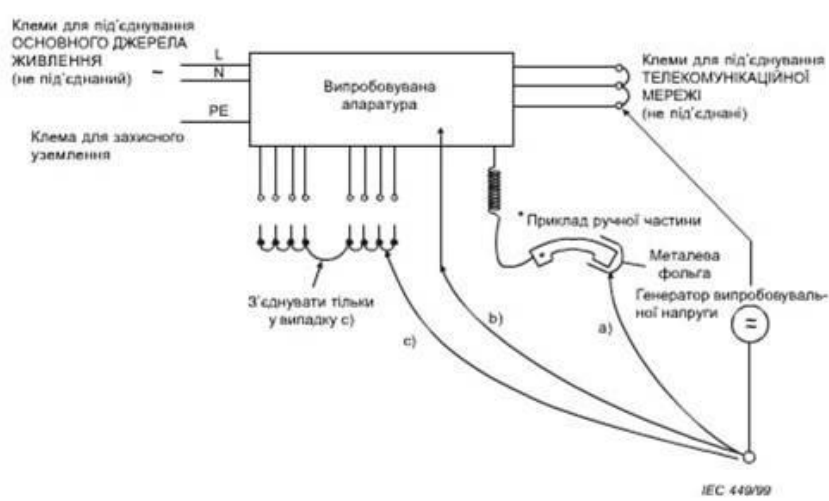 Клеми для під'єднування
ОСНОВНОГО ДЖЕРЕЛА
ЖИВЛЕННЯ
(не під'єднаний)
~
L
N
PE
Клема для захисного
уземлення
Випробовувана
апаратура
Клеми для під'єднування
ТЕЛЕКОМУНІКАЦІЙНОЇ
МЕРЕЖІ
(не під'єднані)
* Приклад ручної частини
Металева
фольга
Генератор випробовуваль-
ної напруги
З'єднувати тільки
у випадку с)
c)
b)
a)
IEC 449/99